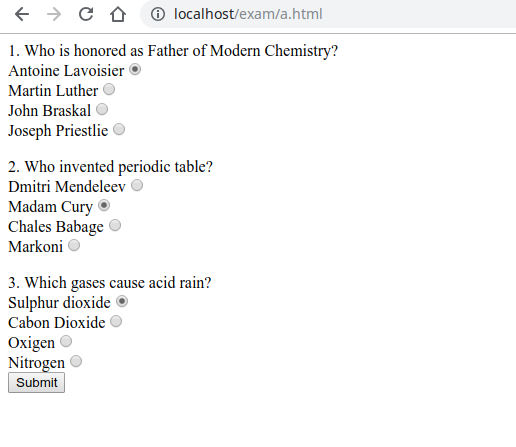 localhost/exam/a.html
1. Who is honored as Father of Modern Chemistry?
Antoine Lavoisier
Martin Luther
John Braskal
Joseph Priestlie
2. Who invented periodic table?
Dmitri Mendeleev
Madam Cury
Chales Babage
Markoni
3. Which gases cause acid rain?
Sulphur dioxide
Cabon Dioxide
Oxigen
Nitrogen
Submit